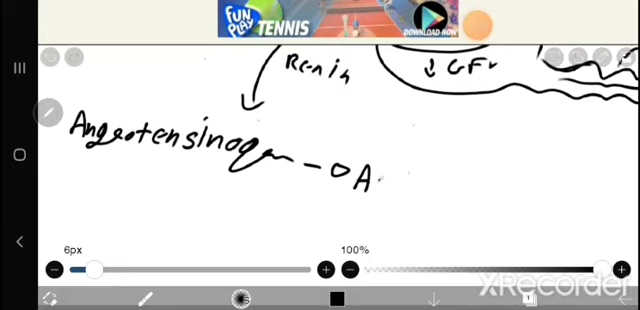 FUN
PLAY
TENNIS
DOWNLOAD NOW
Renin
↓ GFr
Angeotensinogen → A
6px
100%
XRecorder